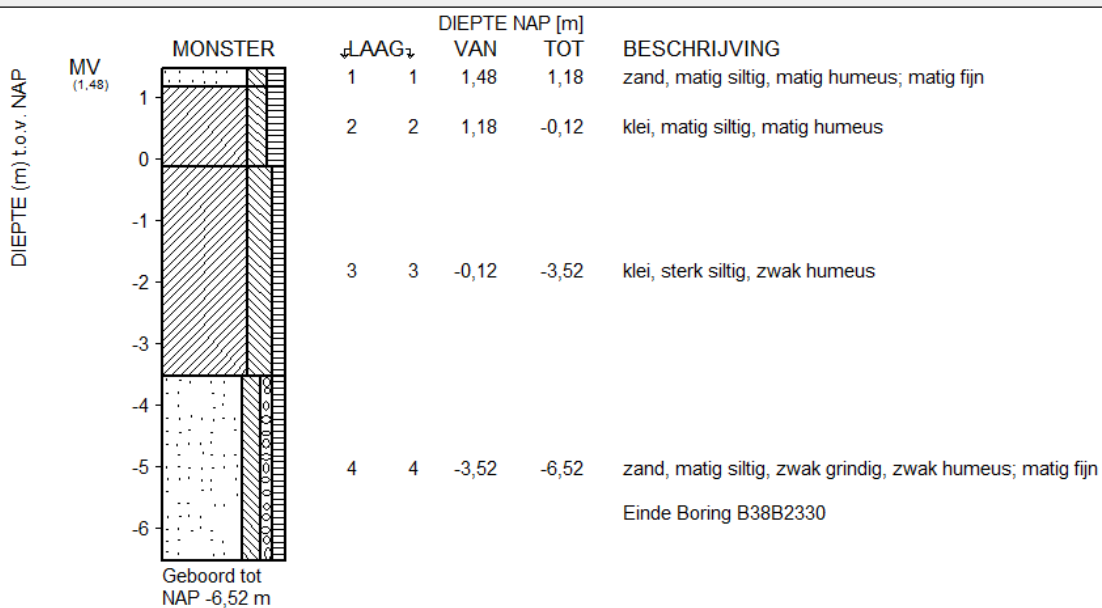 DIEPTE NAP [m]
MONSTER LAAG VAN TOT BESCHRIJVING
MV
(1,48)
DIEPTE (m) t.o.v. NAP
1 1 1,48 1,18 zand, matig siltig, matig humeus; matig fijn
1
2 2 1,18 -0,12 klei, matig siltig, matig humeus
0
-1
3 3 -0,12 -3,52 klei, sterk siltig, zwak humeus
-2
-3
-4
4 4 -3,52 -6,52 zand, matig siltig, zwak grindig, zwak humeus; matig fijn
-5
Einde Boring B38B2330
-6
Geboord tot
NAP -6,52 m